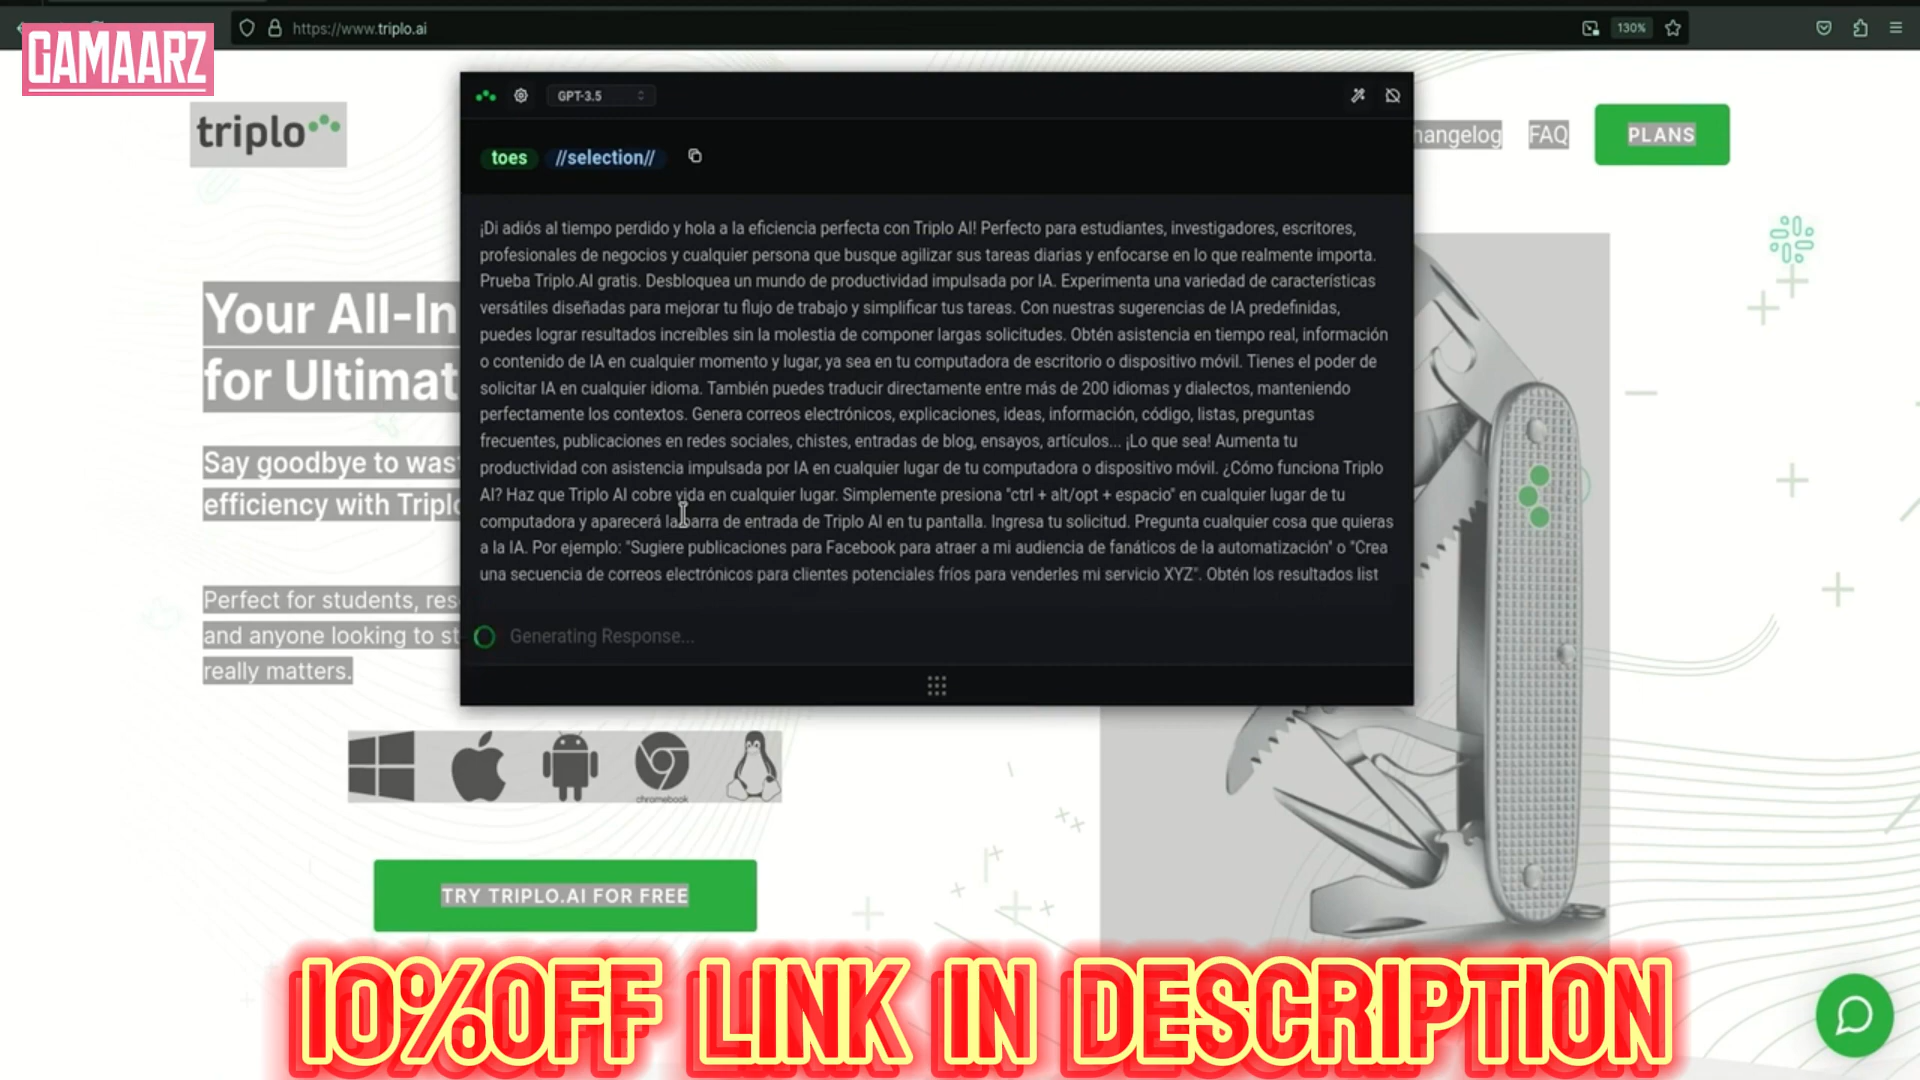 https://www.triplo.ai
130%
GAMAARZ
triplo
hangelog
FAQ
PLANS
GPT-3.5
toes //selection//
¡Di adiós al tiempo perdido y hola a la eficiencia perfecta con Triplo AI! Perfecto para estudiantes, investigadores, escritores,
profesionales de negocios y cualquier persona que busque agilizar sus tareas diarias y enfocarse en lo que realmente importa.
Prueba Triplo.AI gratis. Desbloquea un mundo de productividad impulsada por IA. Experimenta una variedad de características
versátiles diseñadas para mejorar tu flujo de trabajo y simplificar tus tareas. Con nuestras sugerencias de IA predefinidas,
puedes lograr resultados increíbles sin la molestia de componer largas solicitudes. Obtén asistencia en tiempo real, información
o contenido de IA en cualquier momento y lugar, ya sea en tu computadora de escritorio o dispositivo móvil. Tienes el poder de
solicitar IA en cualquier idioma. También puedes traducir directamente entre más de 200 idiomas y dialectos, manteniendo
perfectamente los contextos. Genera correos electrónicos, explicaciones, ideas, información, código, listas, preguntas
frecuentes, publicaciones en redes sociales, chistes, entradas de blog, ensayos, artículos... ¡Lo que sea! Aumenta tu
productividad con asistencia impulsada por IA en cualquier lugar de tu computadora o dispositivo móvil. ¿Cómo funciona Triplo
AI? Haz que Triplo AI cobre vida en cualquier lugar. Simplemente presiona "ctrl + alt/opt + espacio" en cualquier lugar de tu
computadora y aparecerá la barra de entrada de Triplo AI en tu pantalla. Ingresa tu solicitud. Pregunta cualquier cosa que quieras
a la IA. Por ejemplo: "Sugiere publicaciones para Facebook para atraer a mi audiencia de fanáticos de la automatización" o "Crea
una secuencia de correos electrónicos para clientes potenciales fríos para venderles mi servicio XYZ". Obtén los resultados list
Generating Response...
Your All-In
for Ultimat
Say goodbye to was
efficiency with Triplo
Perfect for students, res
and anyone looking to st
really matters.
chromebook
TRY TRIPLO.AI FOR FREE
10%OFF LINK IN DESCRIPTION